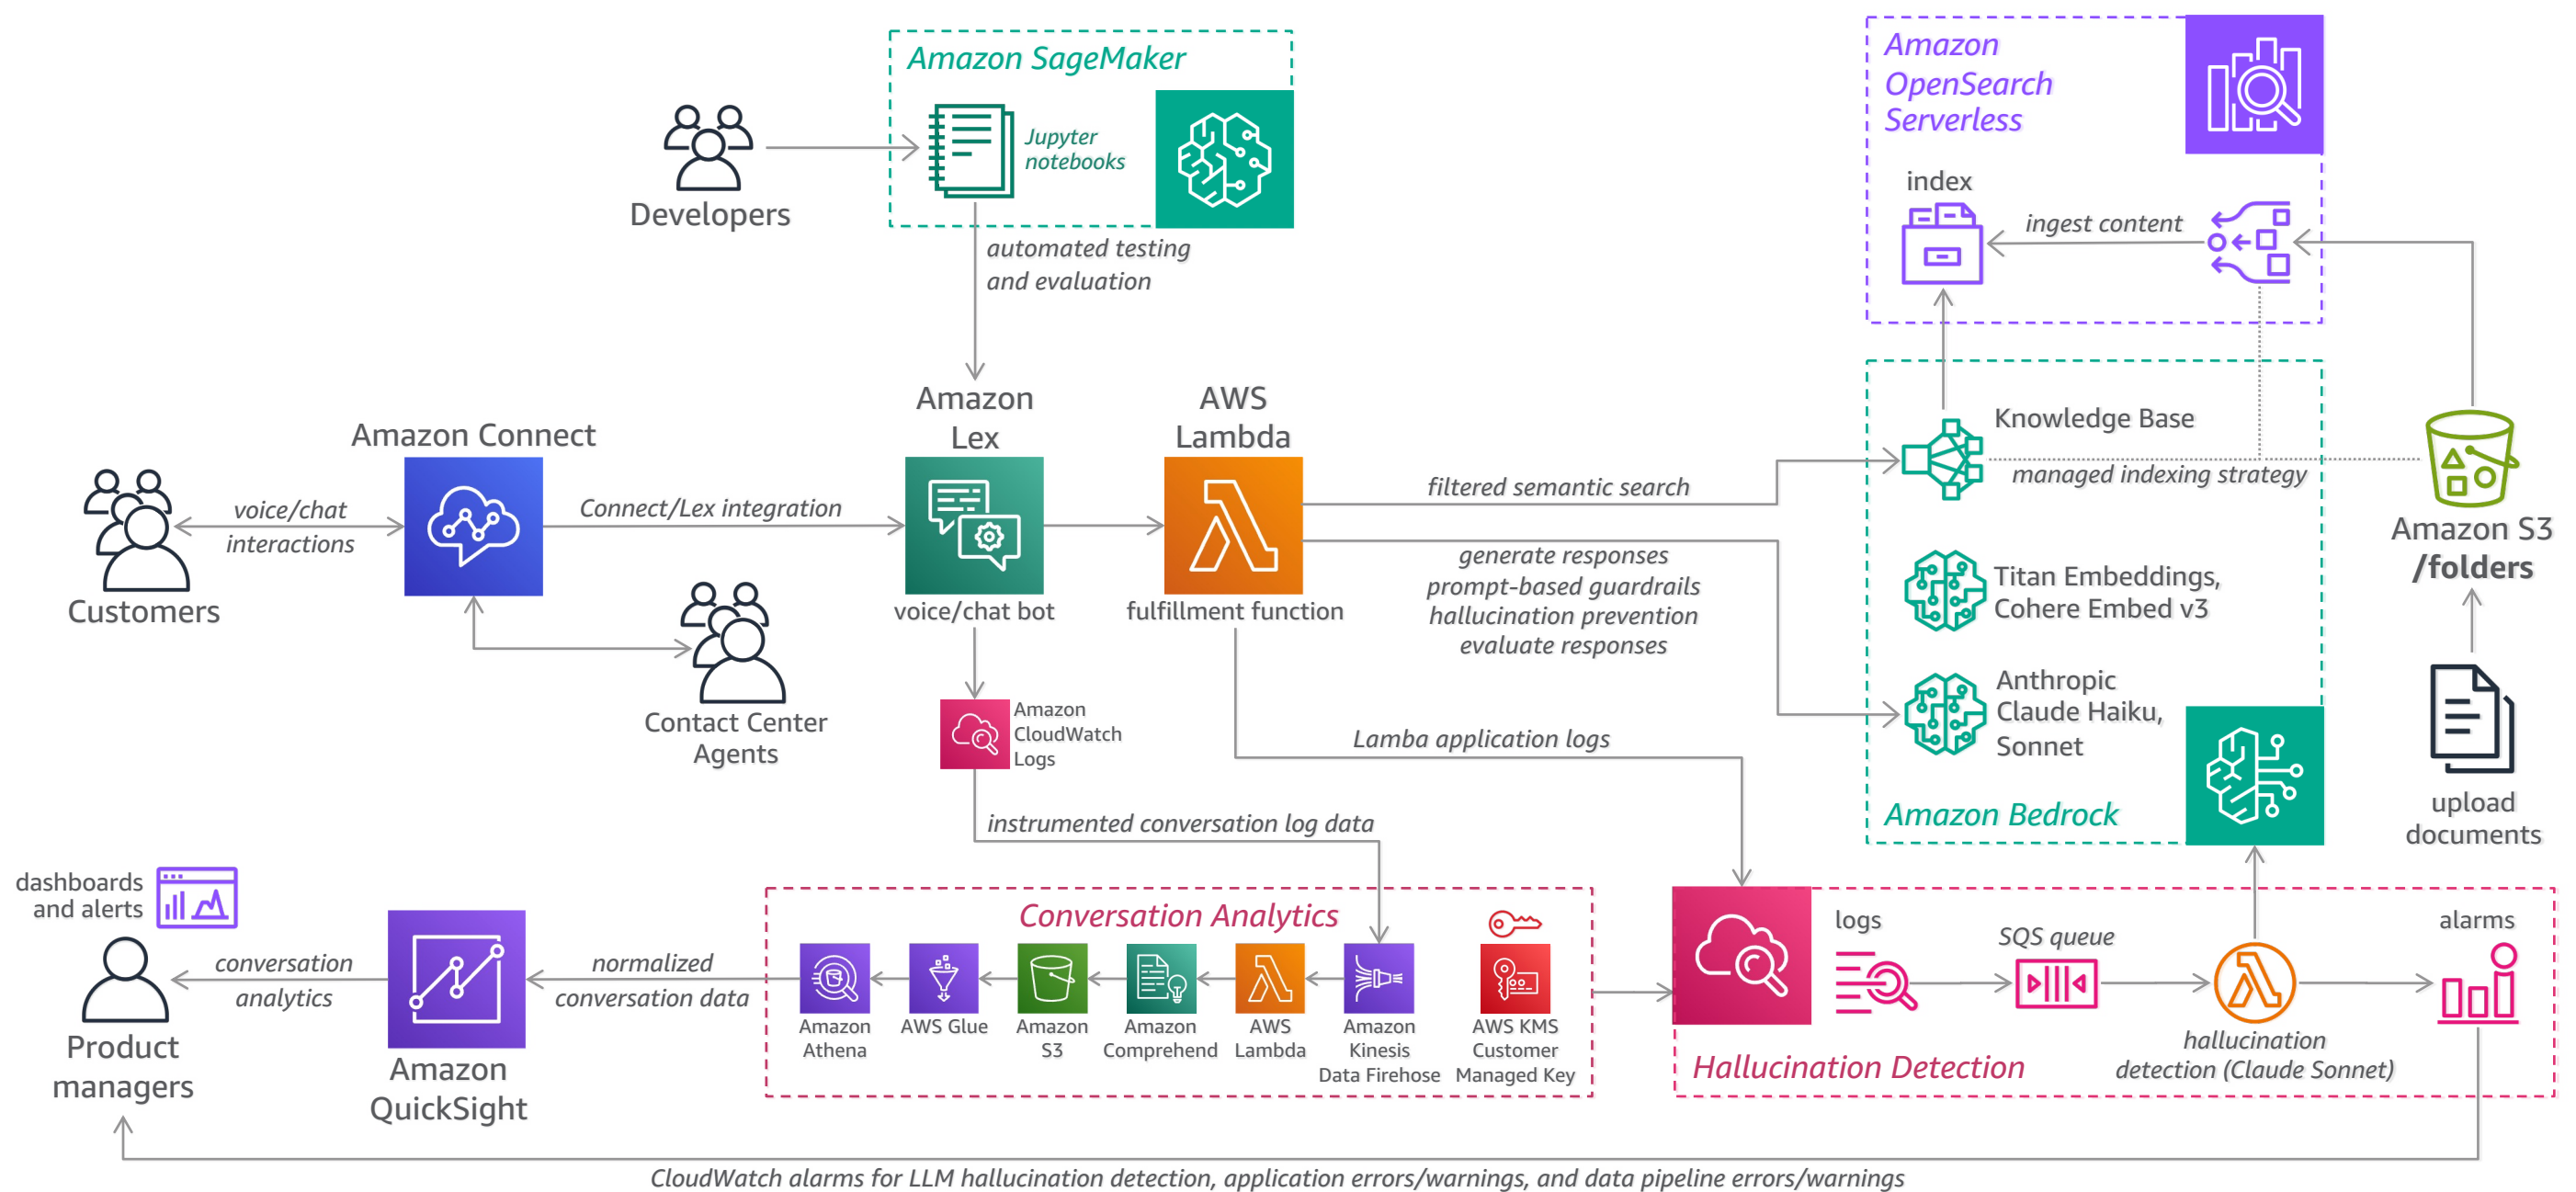 Amazon SageMaker
Jupyter
notebooks
Developers
automated testing
and evaluation
Amazon
OpenSearch
Serverless
index
ingest content
Amazon Connect
Amazon
Lex
AWS
Lambda
Customers
voice/chat
interactions
Connect/Lex integration
voice/chat bot
fulfillment function
Contact Center
Agents
filtered semantic search
generate responses
prompt-based guardrails
hallucination prevention
evaluate responses
Knowledge Base
managed indexing strategy
Titan Embeddings,
Cohere Embed v3
Anthropic
Claude Haiku,
Sonnet
Amazon Bedrock
Amazon S3
/folders
upload
documents
Amazon
CloudWatch
Logs
Lamba application logs
instrumented conversation log data
dashboards
and alerts
Product
managers
conversation
analytics
Amazon
QuickSight
normalized
conversation data
Conversation Analytics
Amazon
Athena
AWS Glue
Amazon
S3
Amazon
Comprehend
AWS
Lambda
Amazon
Kinesis
Data Firehose
AWS KMS
Customer
Managed Key
logs
SQS queue
alarms
hallucination
detection (Claude Sonnet)
Hallucination Detection
CloudWatch alarms for LLM hallucination detection, application errors/warnings, and data pipeline errors/warnings